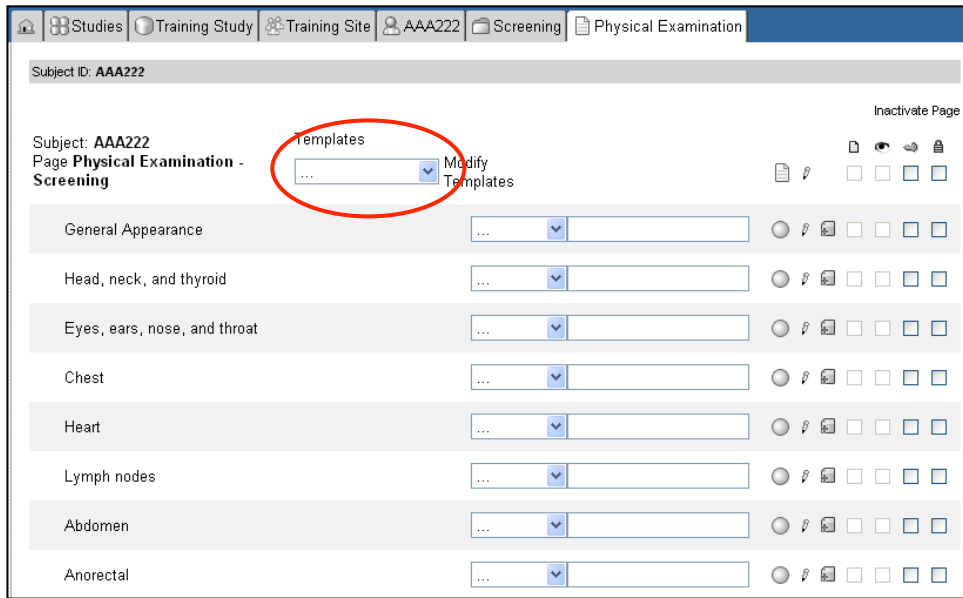 Studies Training Study Training Site AAA222 Screening Physical Examination
Subject ID: AAA222
Inactivate Page
Subject: AAA222
Page Physical Examination -
Screening
Templates
...
Modify
Templates
General Appearance ...
Head, neck, and thyroid ...
Eyes, ears, nose, and throat ...
Chest ...
Heart ...
Lymph nodes ...
Abdomen ...
Anorectal ...